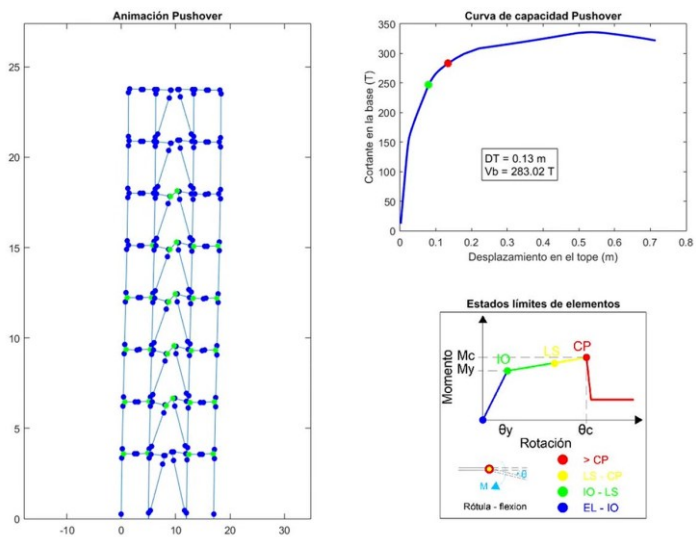 Animación Pushover
25
20
15
10
5
0
-10
0
10
20
30
Curva de capacidad Pushover
Cortante en la base (T)
350
300
250
200
150
100
50
0
DT = 0.13 m
Vb = 283.02 T
0
0.1
0.2
0.3
0.4
0.5
0.6
0.7
0.8
Desplazamiento en el tope (m)
Estados límites de elementos
Momento
Mc
My
IO
LS
CP
θy
θc
Rotación
θ
M
Rótula - flexion
> CP
LS - CP
IO - LS
EL - IO